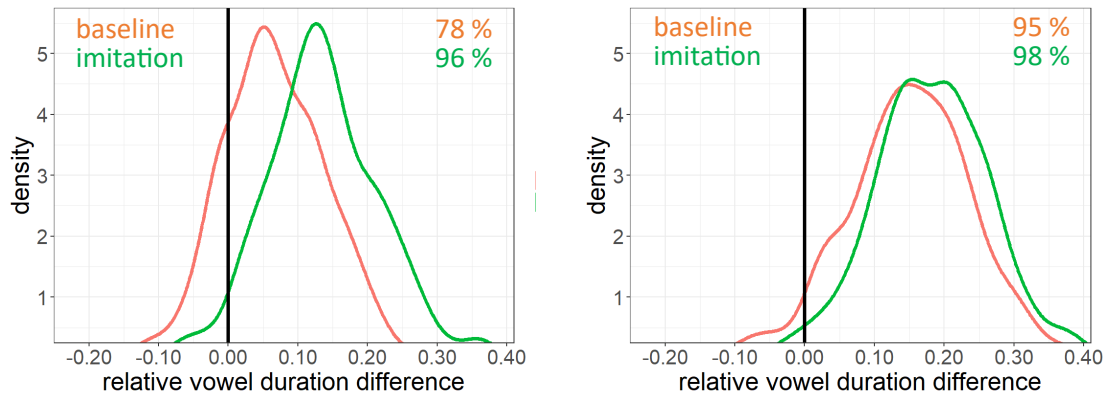 baseline 78 %
imitation 96 %
density
5
4
3
2
1
-0.20 -0.10 0.00 0.10 0.20 0.30 0.40
relative vowel duration difference
baseline 95 %
imitation 98 %
density
5
4
3
2
1
-0.20 -0.10 0.00 0.10 0.20 0.30 0.40
relative vowel duration difference